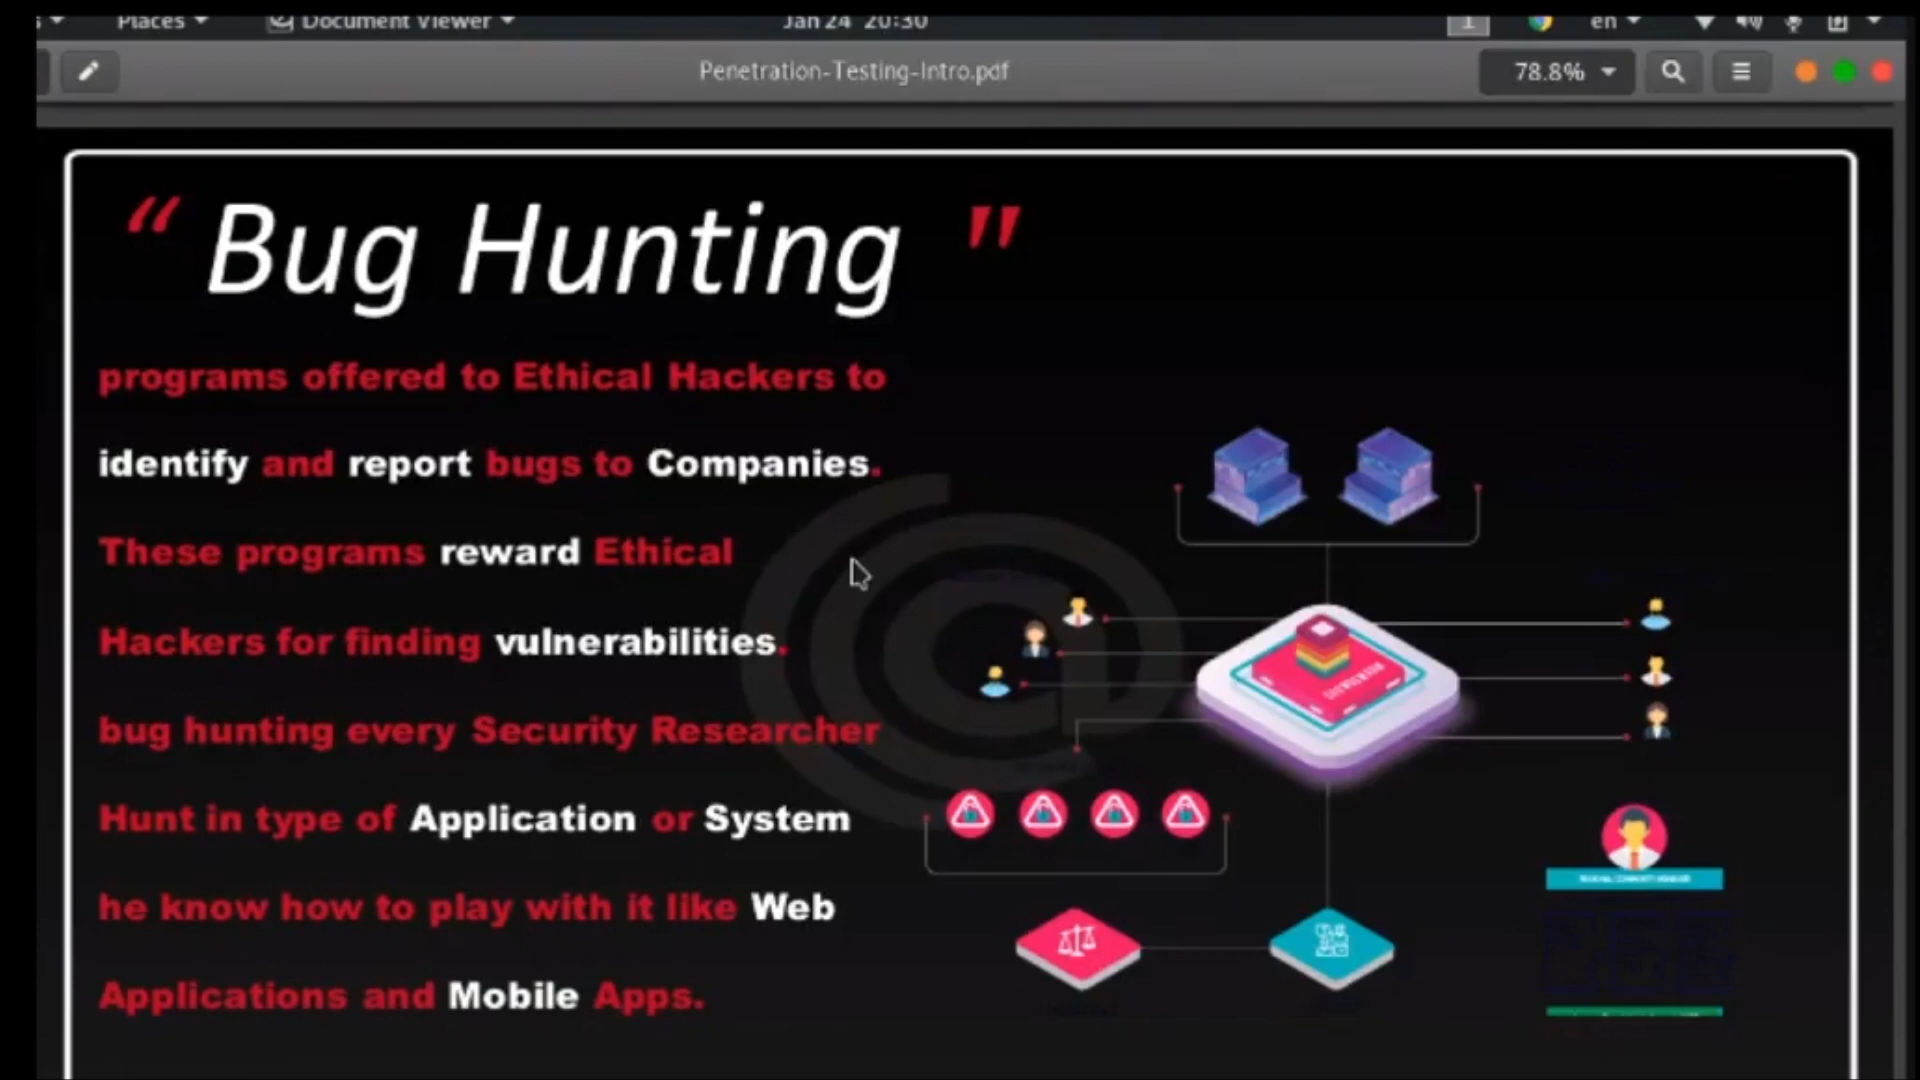 Places
Document Viewer
Jan 24 20:30
1
en
Penetration-Testing-Intro.pdf
78.8%
“ Bug Hunting "
programs offered to Ethical Hackers to
identify and report bugs to Companies.
These programs reward Ethical
Hackers for finding vulnerabilities.
bug hunting every Security Researcher
Hunt in type of Application or System
he know how to play with it like Web
Applications and Mobile Apps.